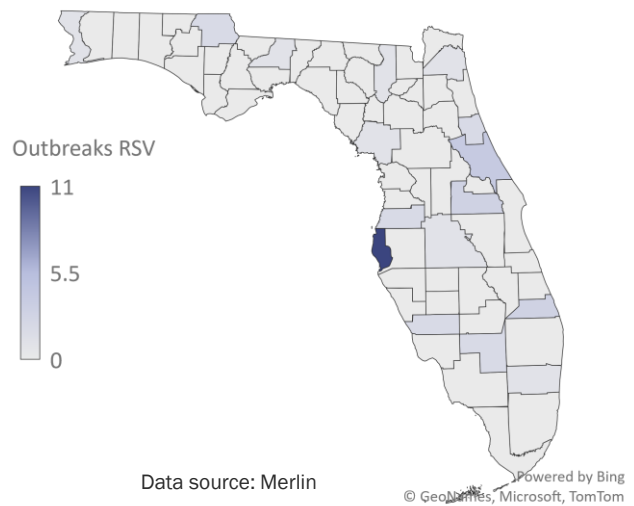 Outbreaks RSV
11
5.5
0
Data source: Merlin
Powered by Bing
© GeoNames, Microsoft, TomTom